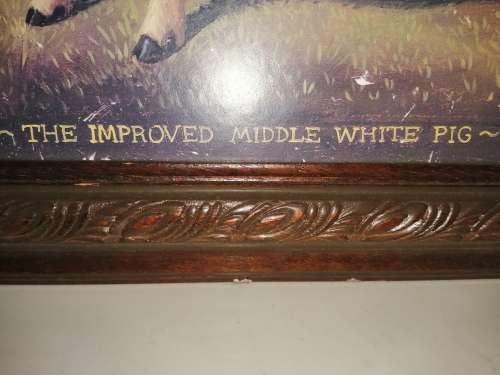 ~ THE IMPROVED MIDDLE WHITE PIG ~